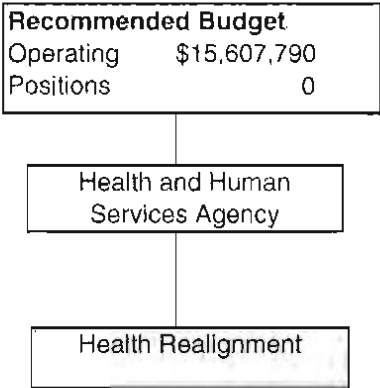 Recommended Budget
Operating $15,607,790
Positions 0
Health and Human
Services Agency
Health Realignment